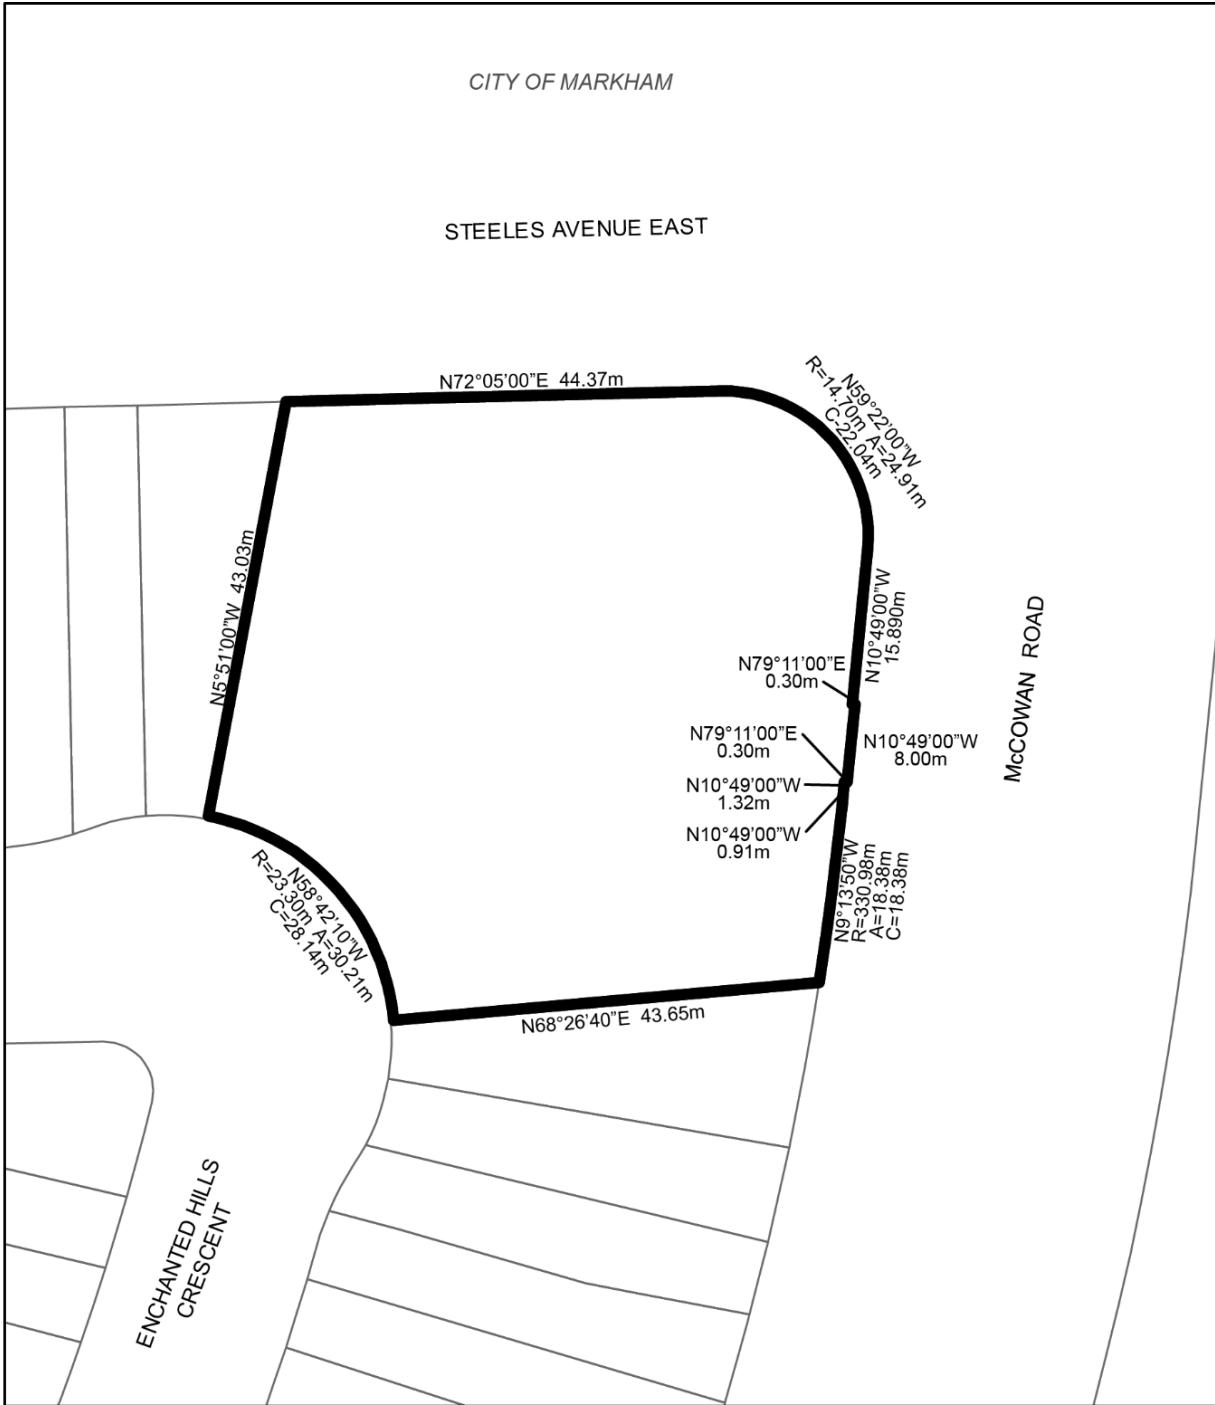 CITY OF MARKHAM
STEELES AVENUE EAST
N72°05'00"E 44.37m
N59°22'00"W
R=14.70m A=24.91m
C-22.04m
N5°51'00"W 43.03m
N10°49'00"W
15.890m
McCOWAN ROAD
N79°11'00"E
0.30m
N79°11'00"E
0.30m
N10°49'00"W
8.00m
N10°49'00"W
1.32m
N10°49'00"W
0.91m
N9°13'50"W
R=330.98m
A=18.38m
C=18.38m
N58°42'10"W
R=23.30m A=30.21m
C=28.14m
N68°26'40"E 43.65m
ENCHANTED HILLS
CRESCENT